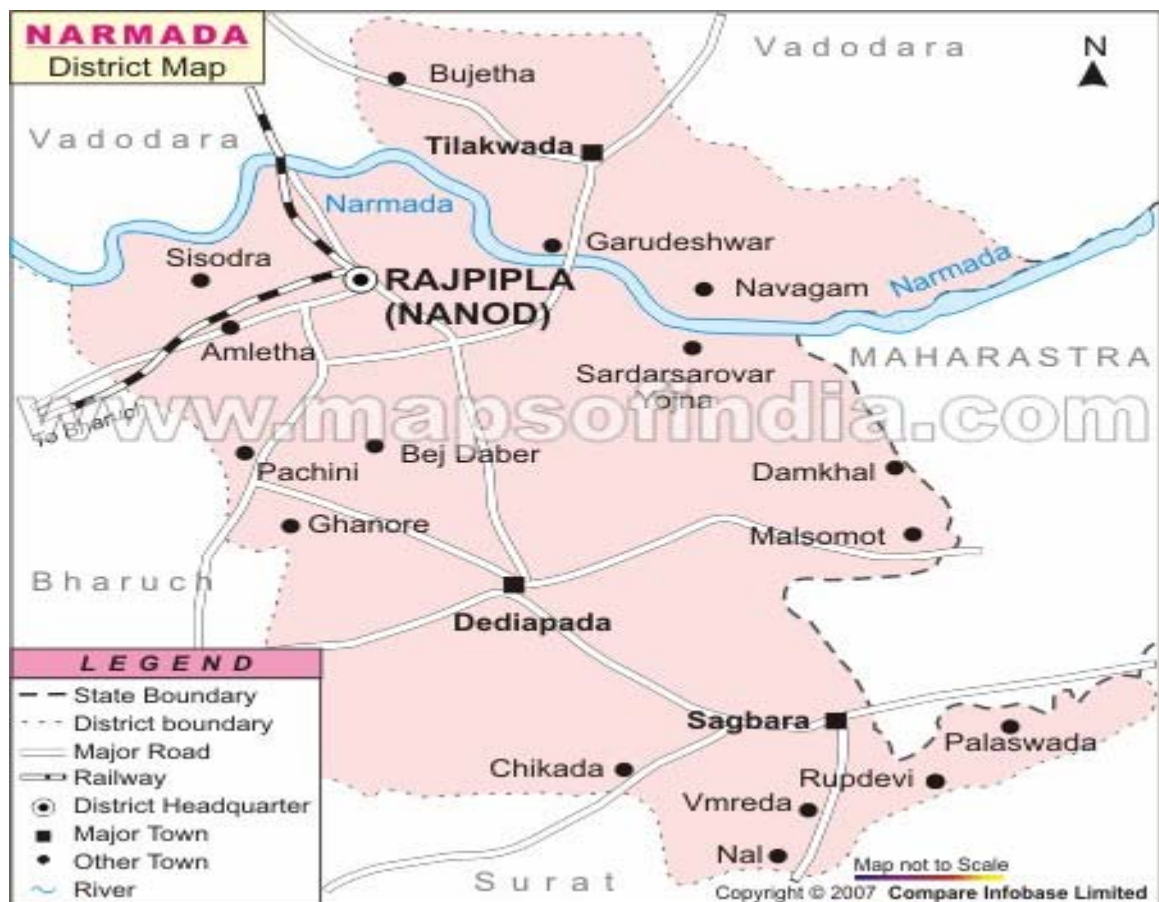 NARMADA
District Map
Vadodara
N
Bujetha
Vadodara
Tilakwada
Narmada
Garudeshwar
Sisodra
Narmada
RAJPIPLA
(NANOD)
Navagam
Amletha
MAHARASTRA
Sardarsarovar
Yojna
www.mapsofindia.com
To Bharuch
Bej Daber
Pachini
Damkhal
Ghanore
Malsomot
Bharuch
Dediapada
LEGEND
State Boundary
District boundary
Major Road
Railway
District Headquarter
Major Town
Other Town
River
Sagbara
Palaswada
Chikada
Rupdevi
Vmreda
Nal
Surat
Map not to Scale
Copyright © 2007 Compare Infobase Limited